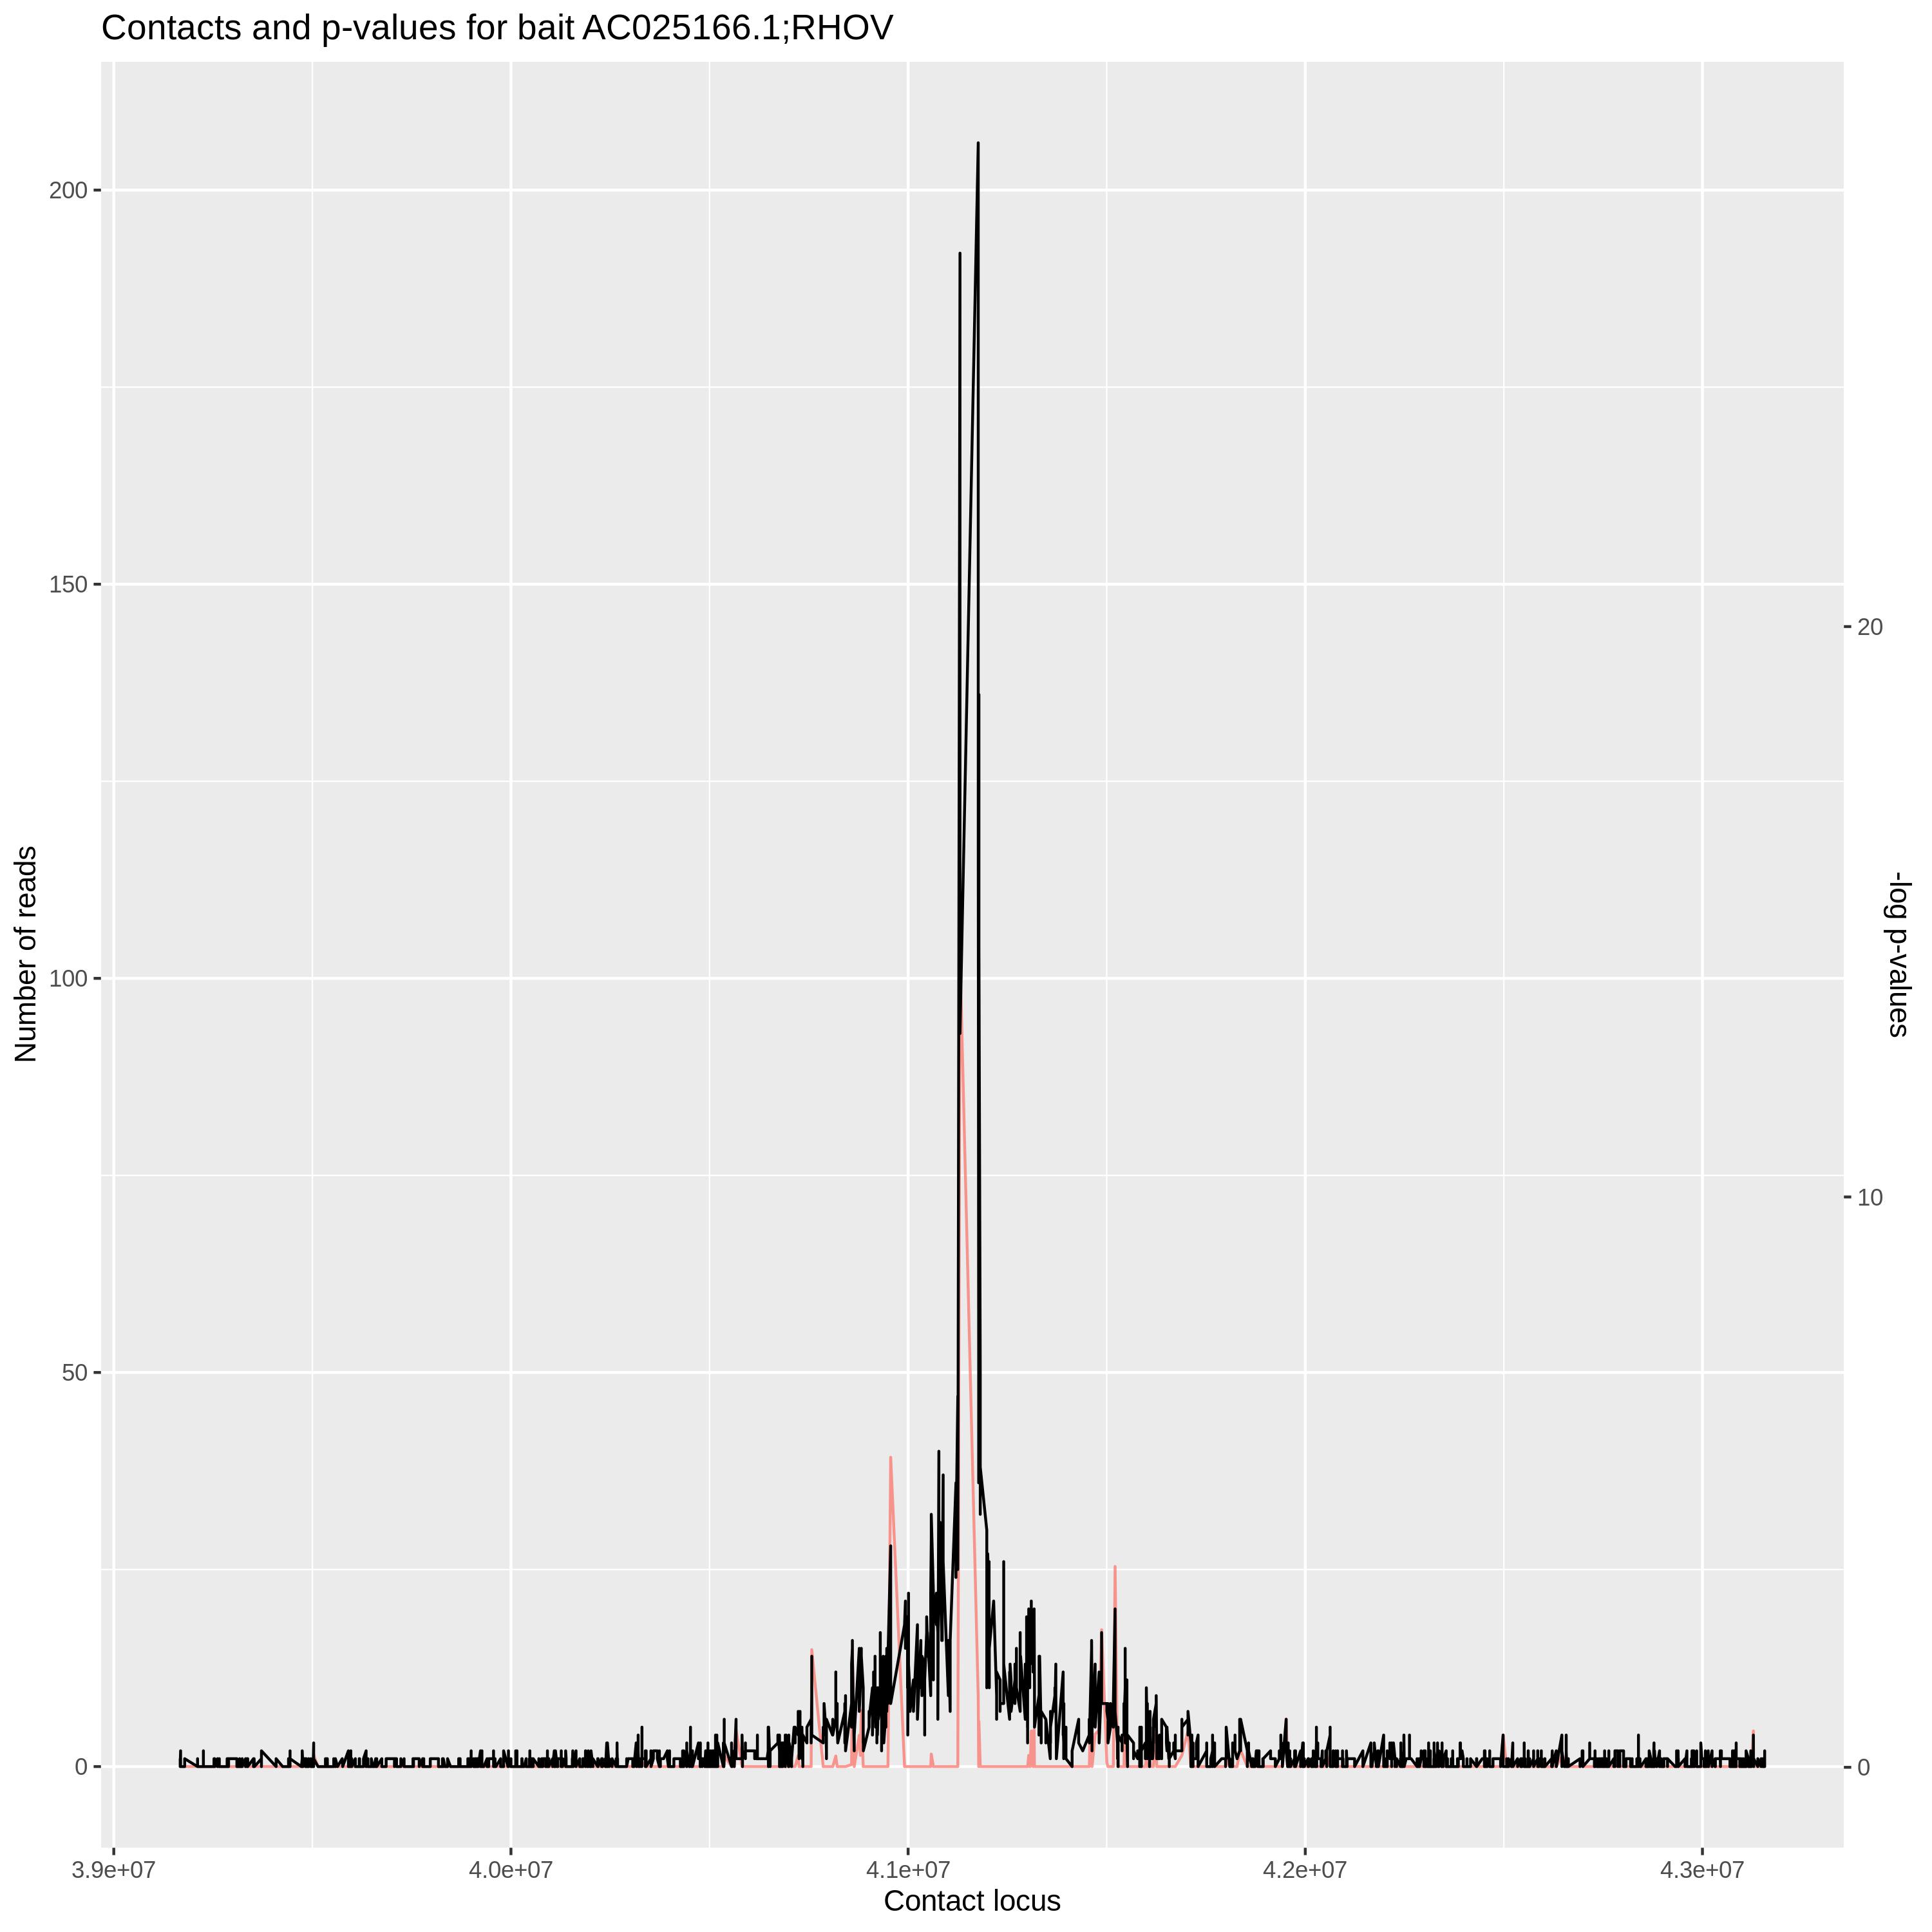 Contacts and p-values for bait AC025166.1;RHOV
200
150
100
50
0
Number of reads
20
10
0
-log p-values
3.9e+07
4.0e+07
4.1e+07
4.2e+07
4.3e+07
Contact locus